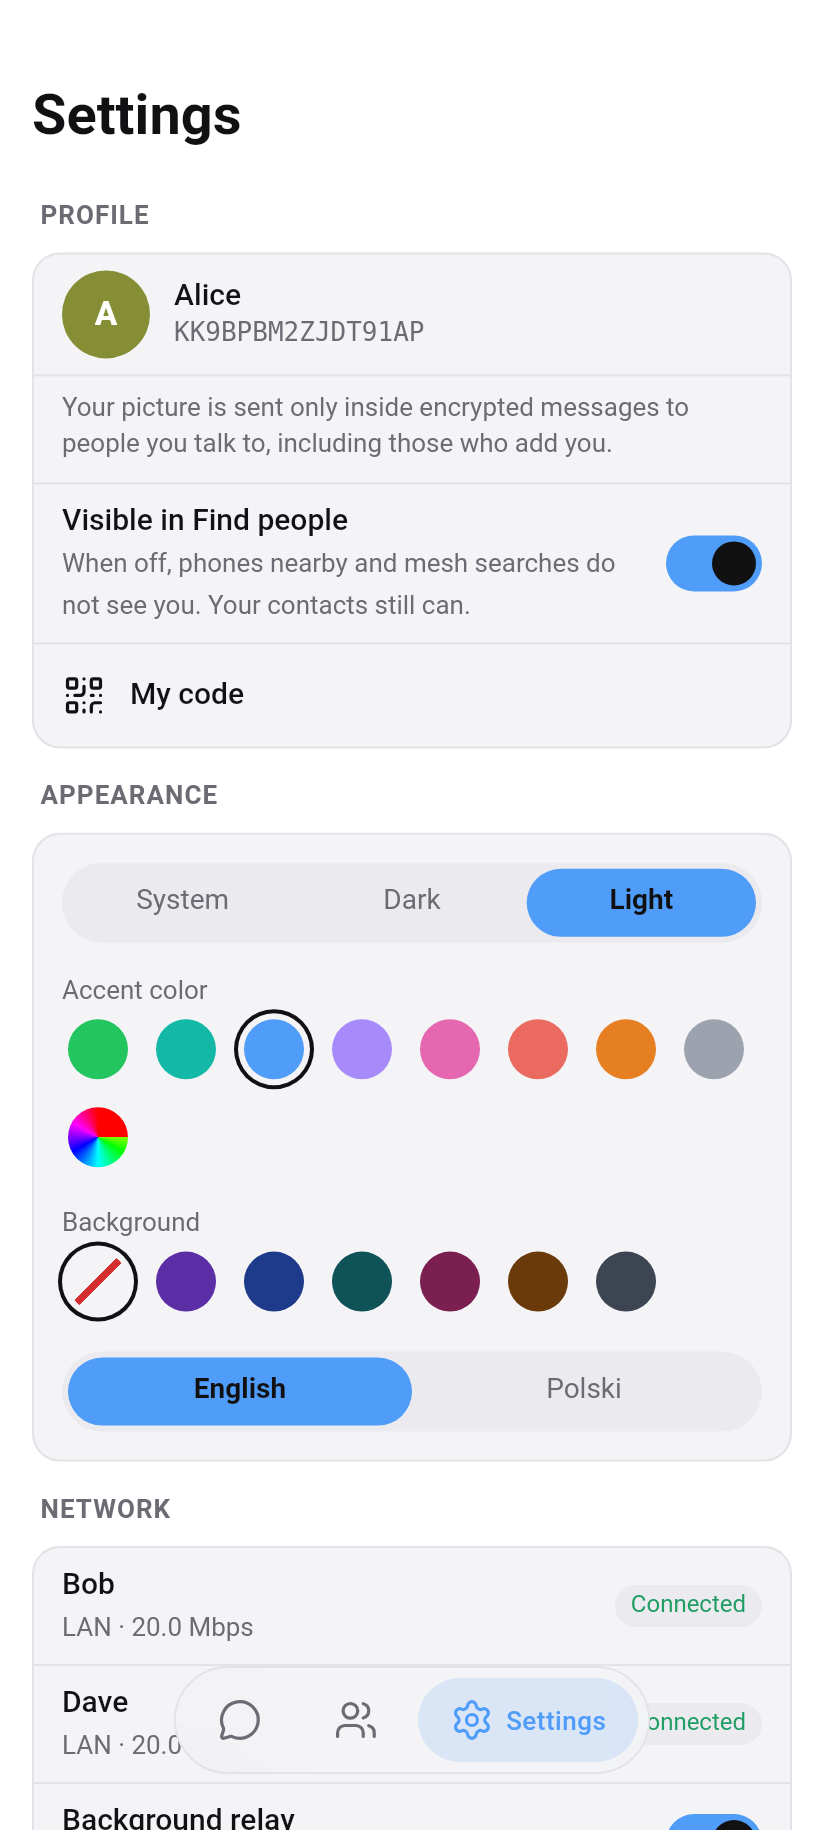 Settings
PROFILE
A
Alice
KK9BPBM2ZJDT91AP
Your picture is sent only inside encrypted messages to
people you talk to, including those who add you.
Visible in Find people
When off, phones nearby and mesh searches do
not see you. Your contacts still can.
My code
APPEARANCE
System
Dark
Light
Accent color
Background
English
Polski
NETWORK
Bob
LAN · 20.0 Mbps
Connected
Dave
LAN · 20.0
onnected
Settings
Background relay